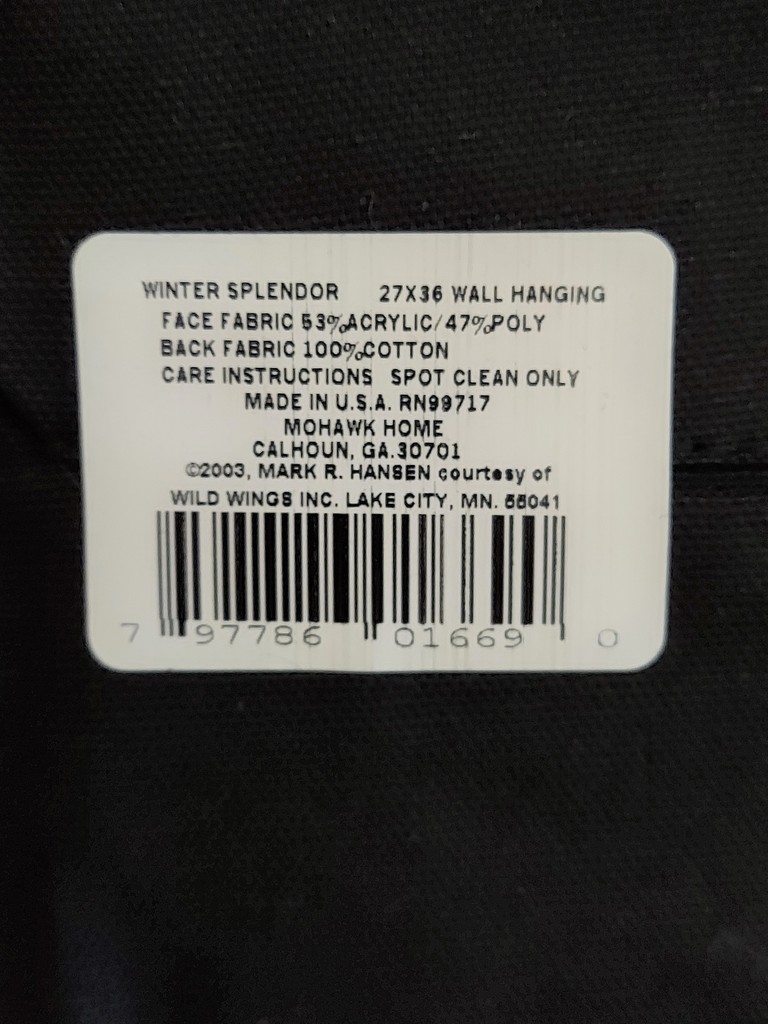 WINTER SPLENDOR 27X36 WALL HANGING
FACE FABRIC 53%ACRYLIC/47%POLY
BACK FABRIC 100%COTTON
CARE INSTRUCTIONS SPOT CLEAN ONLY
MADE IN U.S.A. RN99717
MOHAWK HOME
CALHOUN, GA.30701
©2003, MARK R. HANSEN courtesy of
WILD WINGS INC. LAKE CITY, MN. 55041
7 97786 01669 0